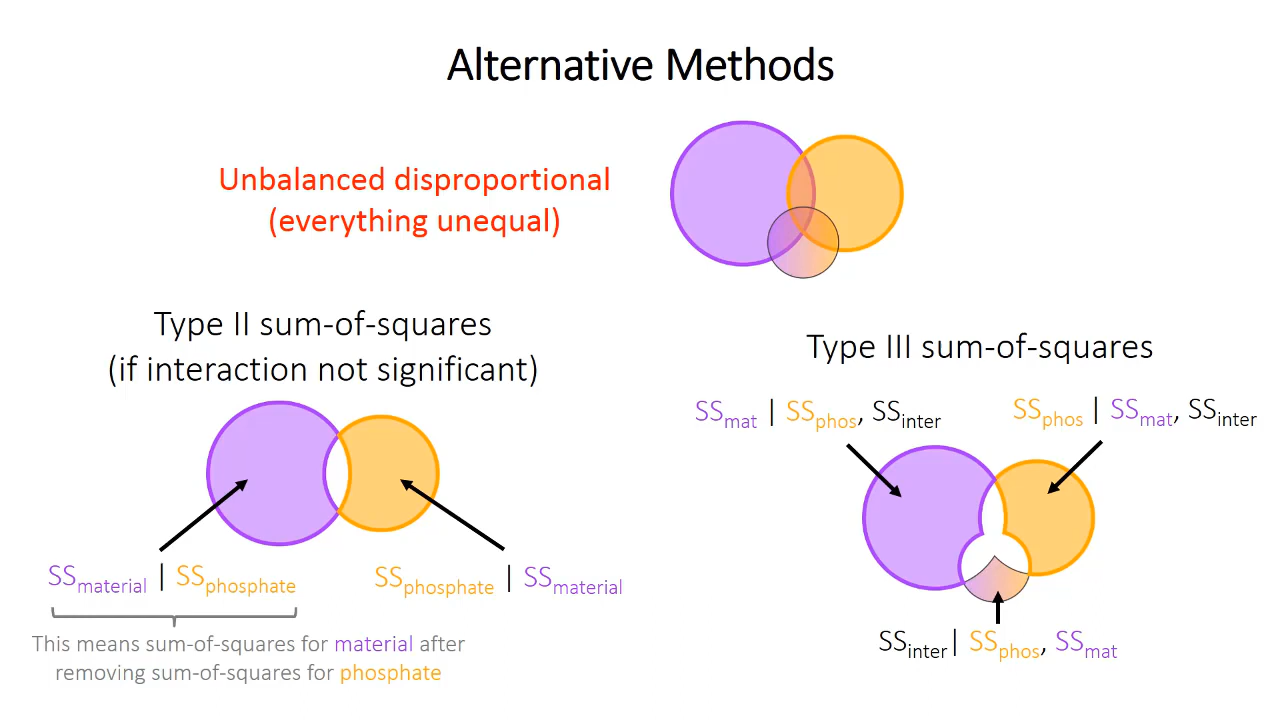 Alternative Methods
Unbalanced disproportional
(everything unequal)
Type II sum-of-squares
(if interaction not significant)
SSmaterial | SSphosphate
SSphosphate | SSmaterial
This means sum-of-squares for material after
removing sum-of-squares for phosphate
Type III sum-of-squares
SSmat | SSphos, SSinter
SSphos | SSmat, SSinter
SSinter | SSphos, SSmat